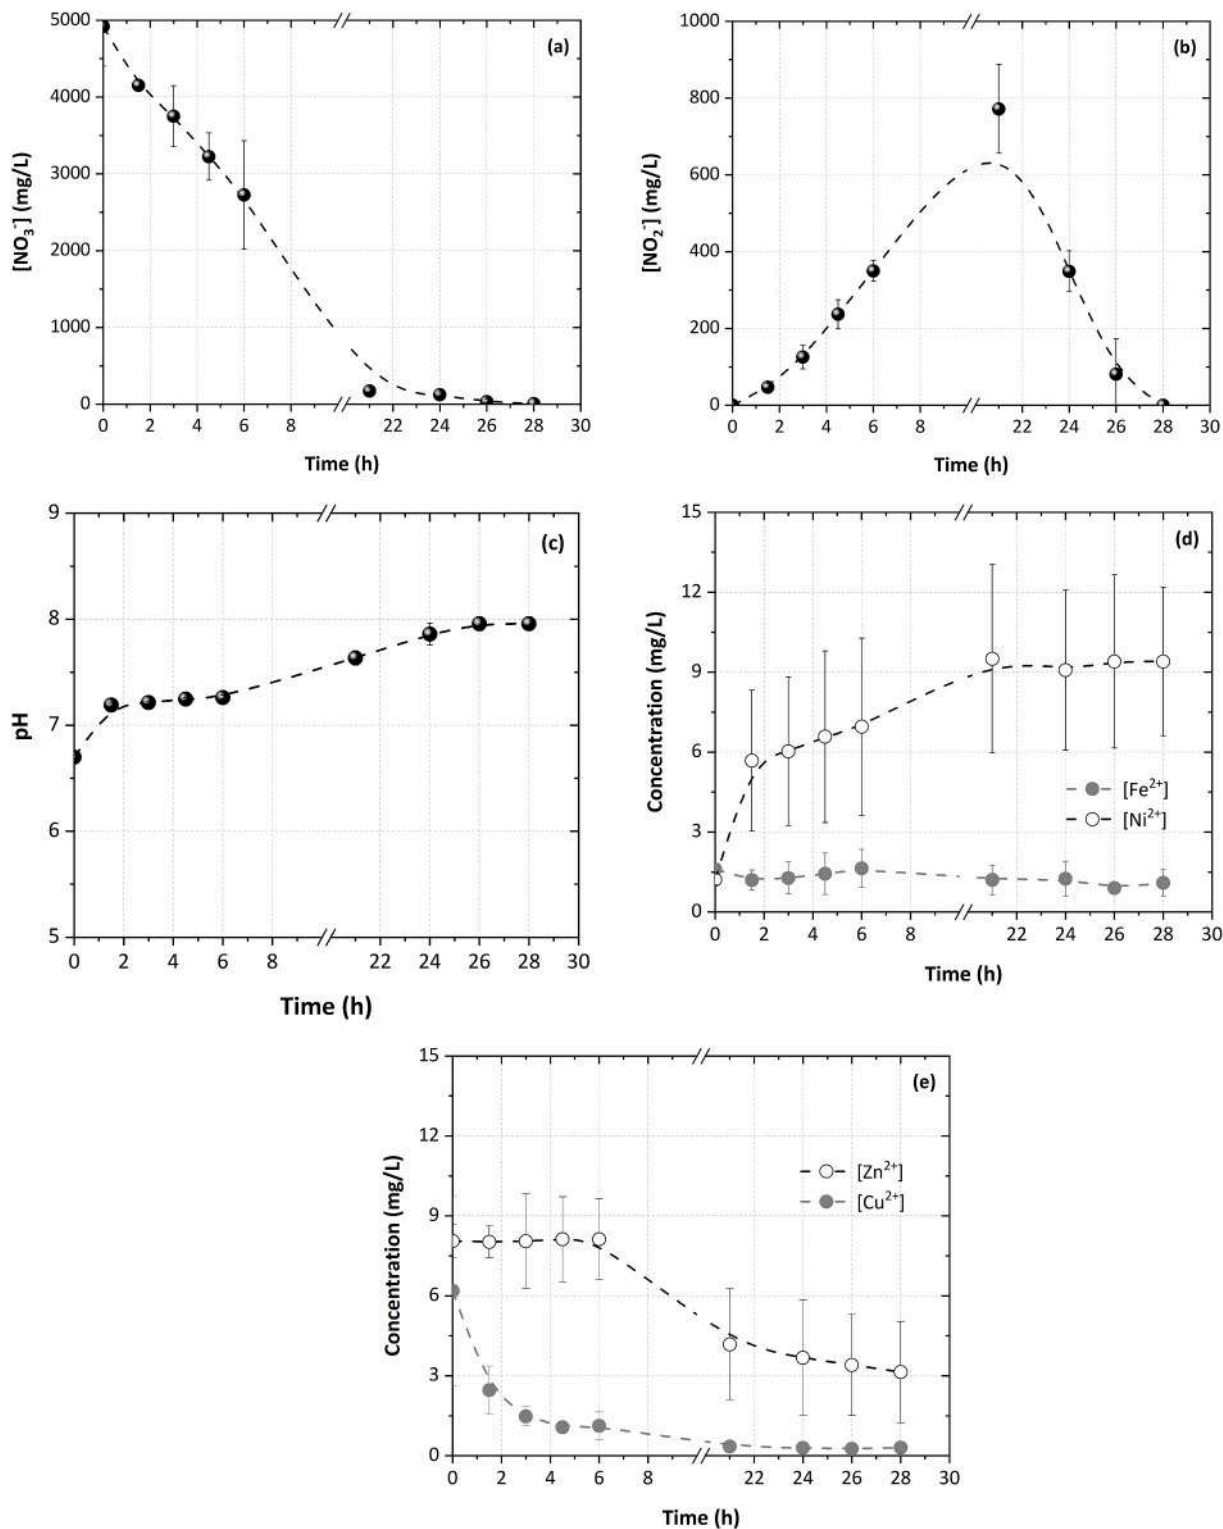 5000
4000
3000
2000
1000
0
[NO₃⁻] (mg/L)
(a)
0 2 4 6 8 22 24 26 28 30
Time (h)
1000
800
600
400
200
0
[NO₂⁻] (mg/L)
(b)
0 2 4 6 8 22 24 26 28 30
Time (h)
9
8
7
6
5
pH
(c)
0 2 4 6 8 22 24 26 28 30
Time (h)
15
12
9
6
3
0
Concentration (mg/L)
(d)
[Fe²⁺]
[Ni²⁺]
0 2 4 6 8 22 24 26 28 30
Time (h)
15
12
9
6
3
0
Concentration (mg/L)
(e)
[Zn²⁺]
[Cu²⁺]
0 2 4 6 8 22 24 26 28 30
Time (h)